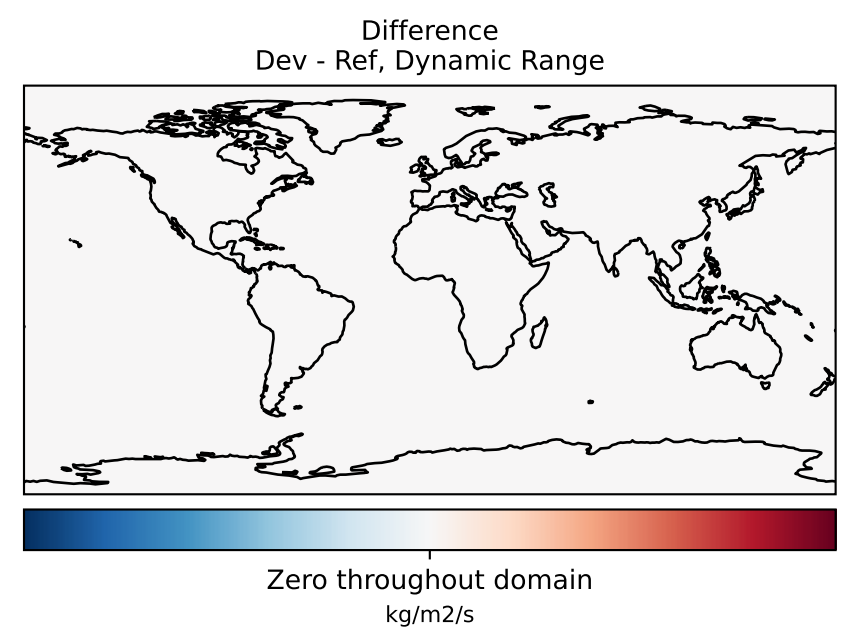 Difference
Dev - Ref, Dynamic Range
Zero throughout domain
kg/m2/s